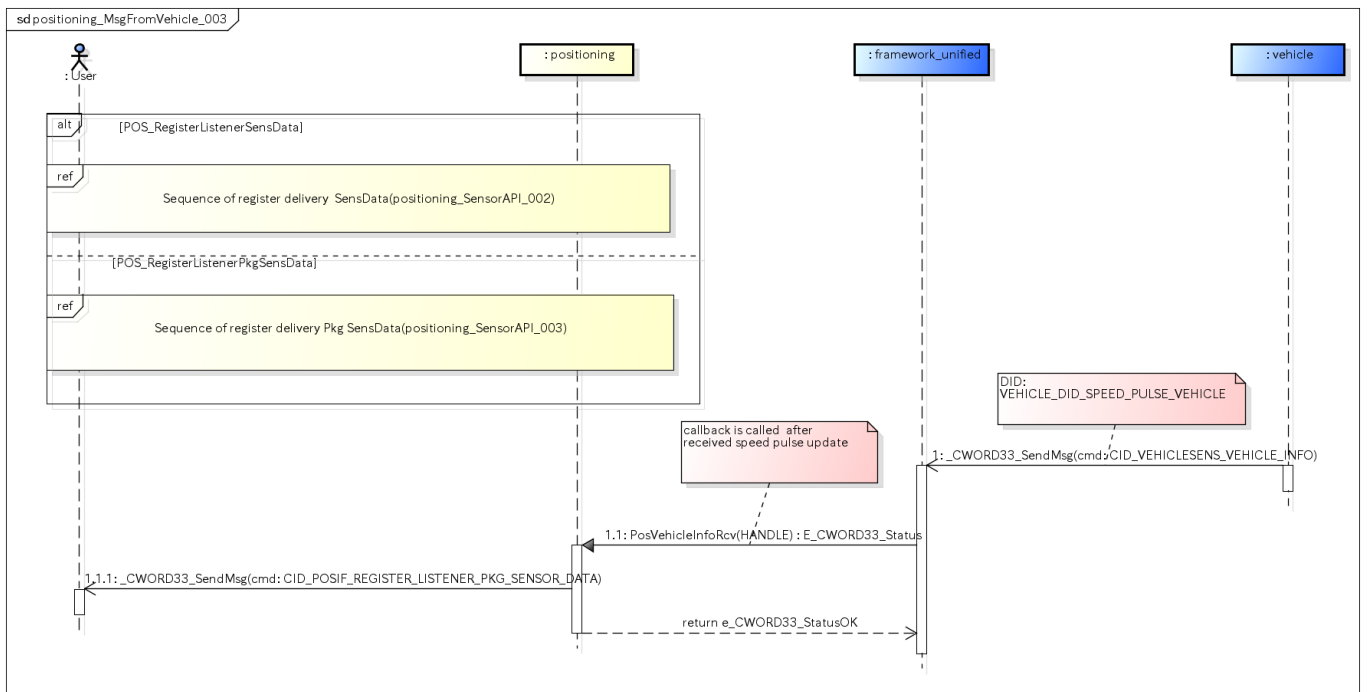 sd positioning_MsgFromVehicle_003
: User
: positioning
: framework_unified
: vehicle
alt
[POS_RegisterListenerSensData]
ref
Sequence of register delivery SensData(positioning_SensorAPI_002)
[POS_RegisterListenerPkgSensData]
ref
Sequence of register delivery Pkg SensData(positioning_SensorAPI_003)
DID:
VEHICLE_DID_SPEED_PULSE_VEHICLE
callback is called after
received speed pulse update
1: _CWORD33_SendMsg(cmd: CID_VEHICLESENS_VEHICLE_INFO)
1.1: PosVehicleInfoRcv(HANDLE) : E_CWORD33_Status
1.1.1: _CWORD33_SendMsg(cmd: CID_POSIF_REGISTER_LISTENER_PKG_SENSOR_DATA)
return e_CWORD33_StatusOK